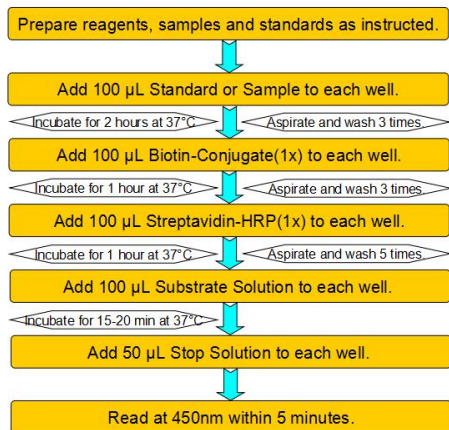 Prepare reagents, samples and standards as instructed.
Add 100 µL Standard or Sample to each well.
Incubate for 2 hours at 37°C
Aspirate and wash 3 times.
Add 100 µL Biotin-Conjugate(1x) to each well.
Incubate for 1 hour at 37°C
Aspirate and wash 3 times.
Add 100 µL Streptavidin-HRP(1x) to each well.
Incubate for 1 hour at 37°C
Aspirate and wash 5 times.
Add 100 µL Substrate Solution to each well.
Incubate for 15-20 min at 37°C
Add 50 µL Stop Solution to each well.
Read at 450nm within 5 minutes.